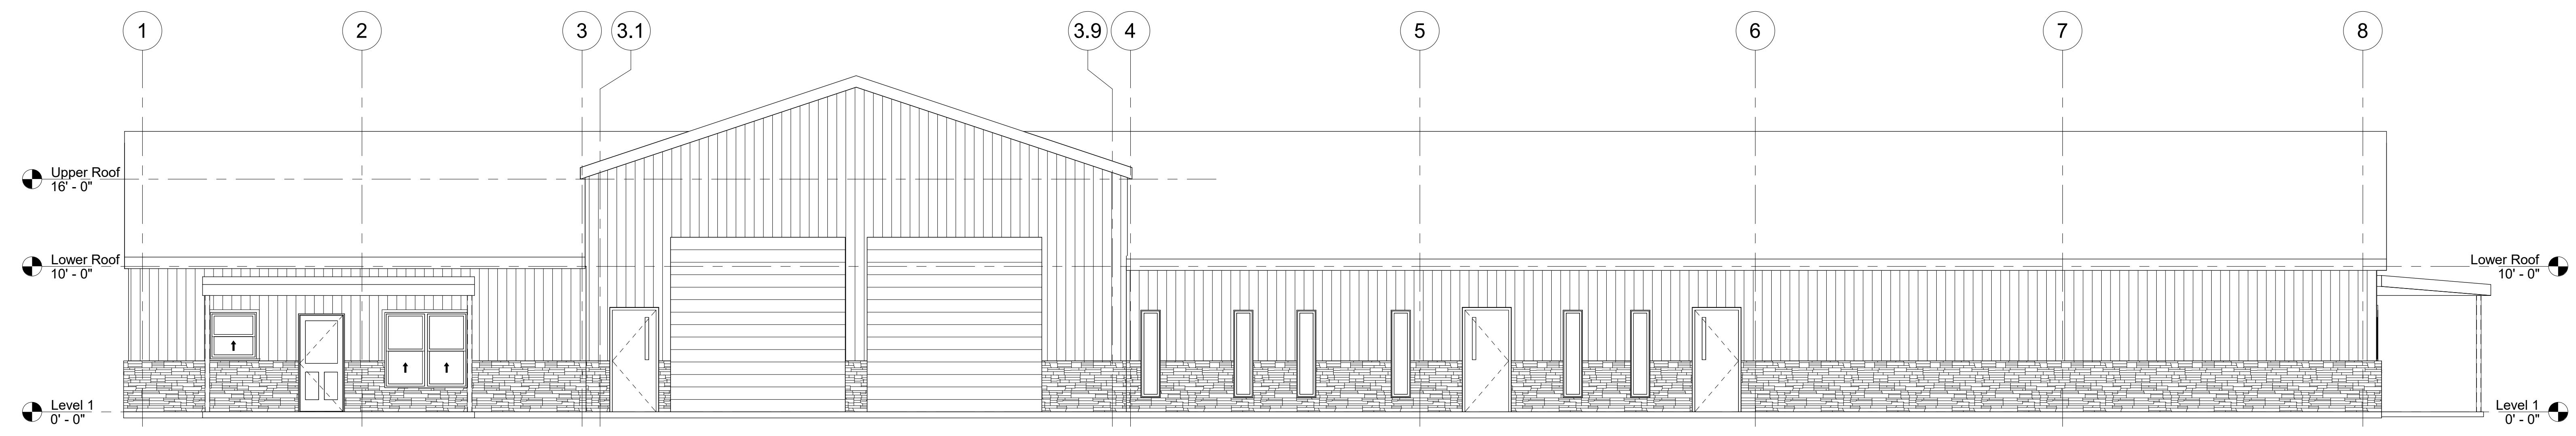 1
2
3
3.1
3.9
4
5
6
7
8
Upper Roof
16' - 0"
Lower Roof
10' - 0"
Lower Roof
10' - 0"
Level 1
0' - 0"
Level 1
0' - 0"